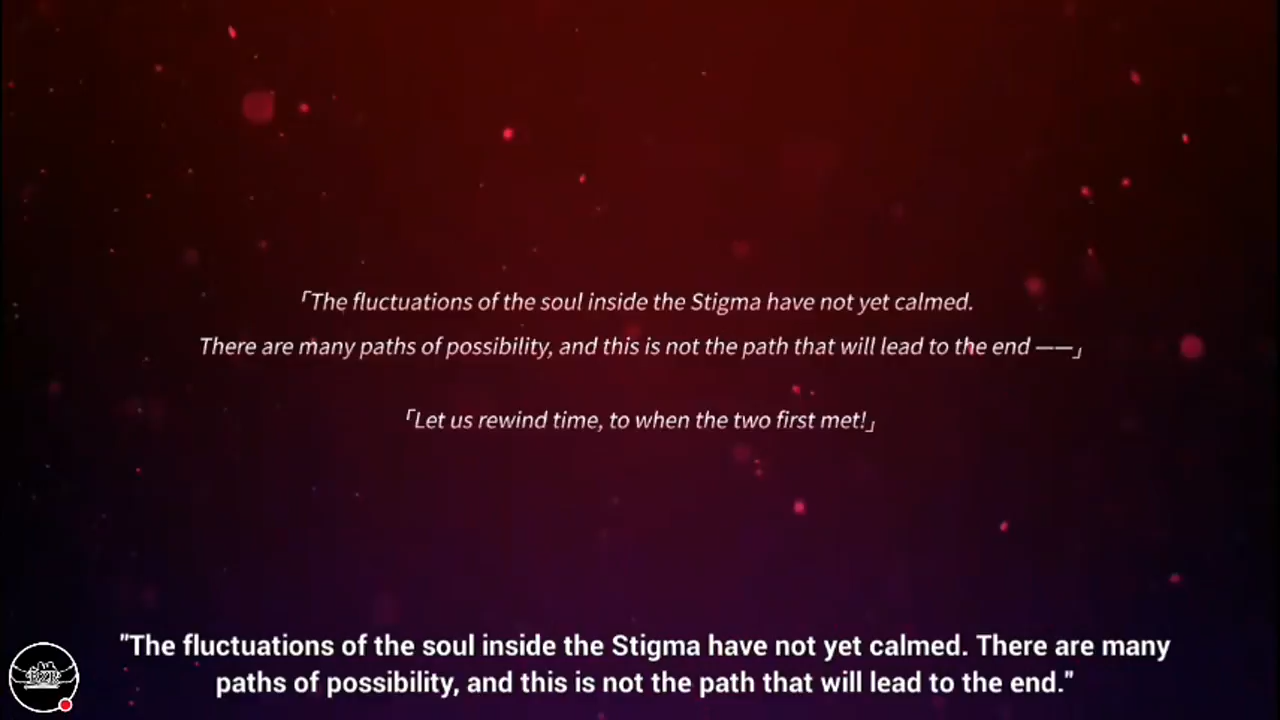 「The fluctuations of the soul inside the Stigma have not yet calmed.
There are many paths of possibility, and this is not the path that will lead to the end ——」
「Let us rewind time, to when the two first met!」
"The fluctuations of the soul inside the Stigma have not yet calmed. There are many
paths of possibility, and this is not the path that will lead to the end."